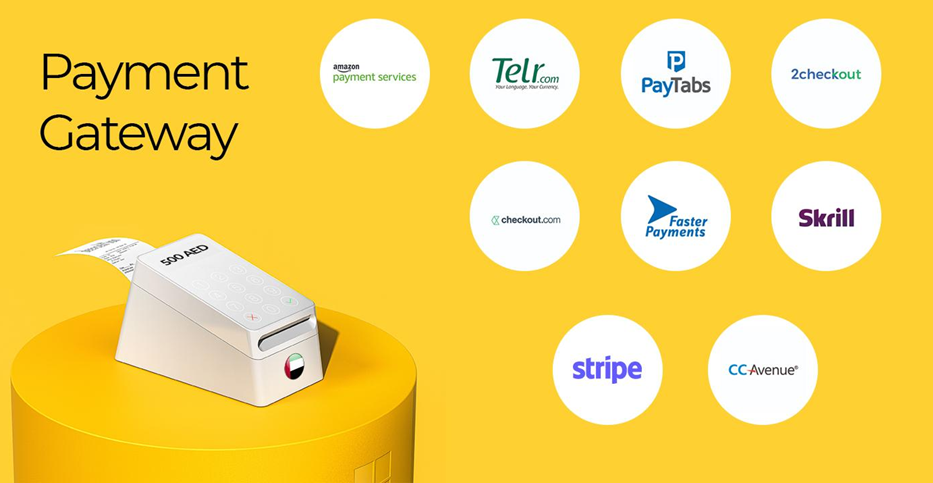 Payment
Gateway
amazon
payment services
Telr.com
Your Language. Your Currency.
PayTabs
2checkout
checkout.com
Faster
Payments
Skrill
stripe
CC-Avenue®
500 AED